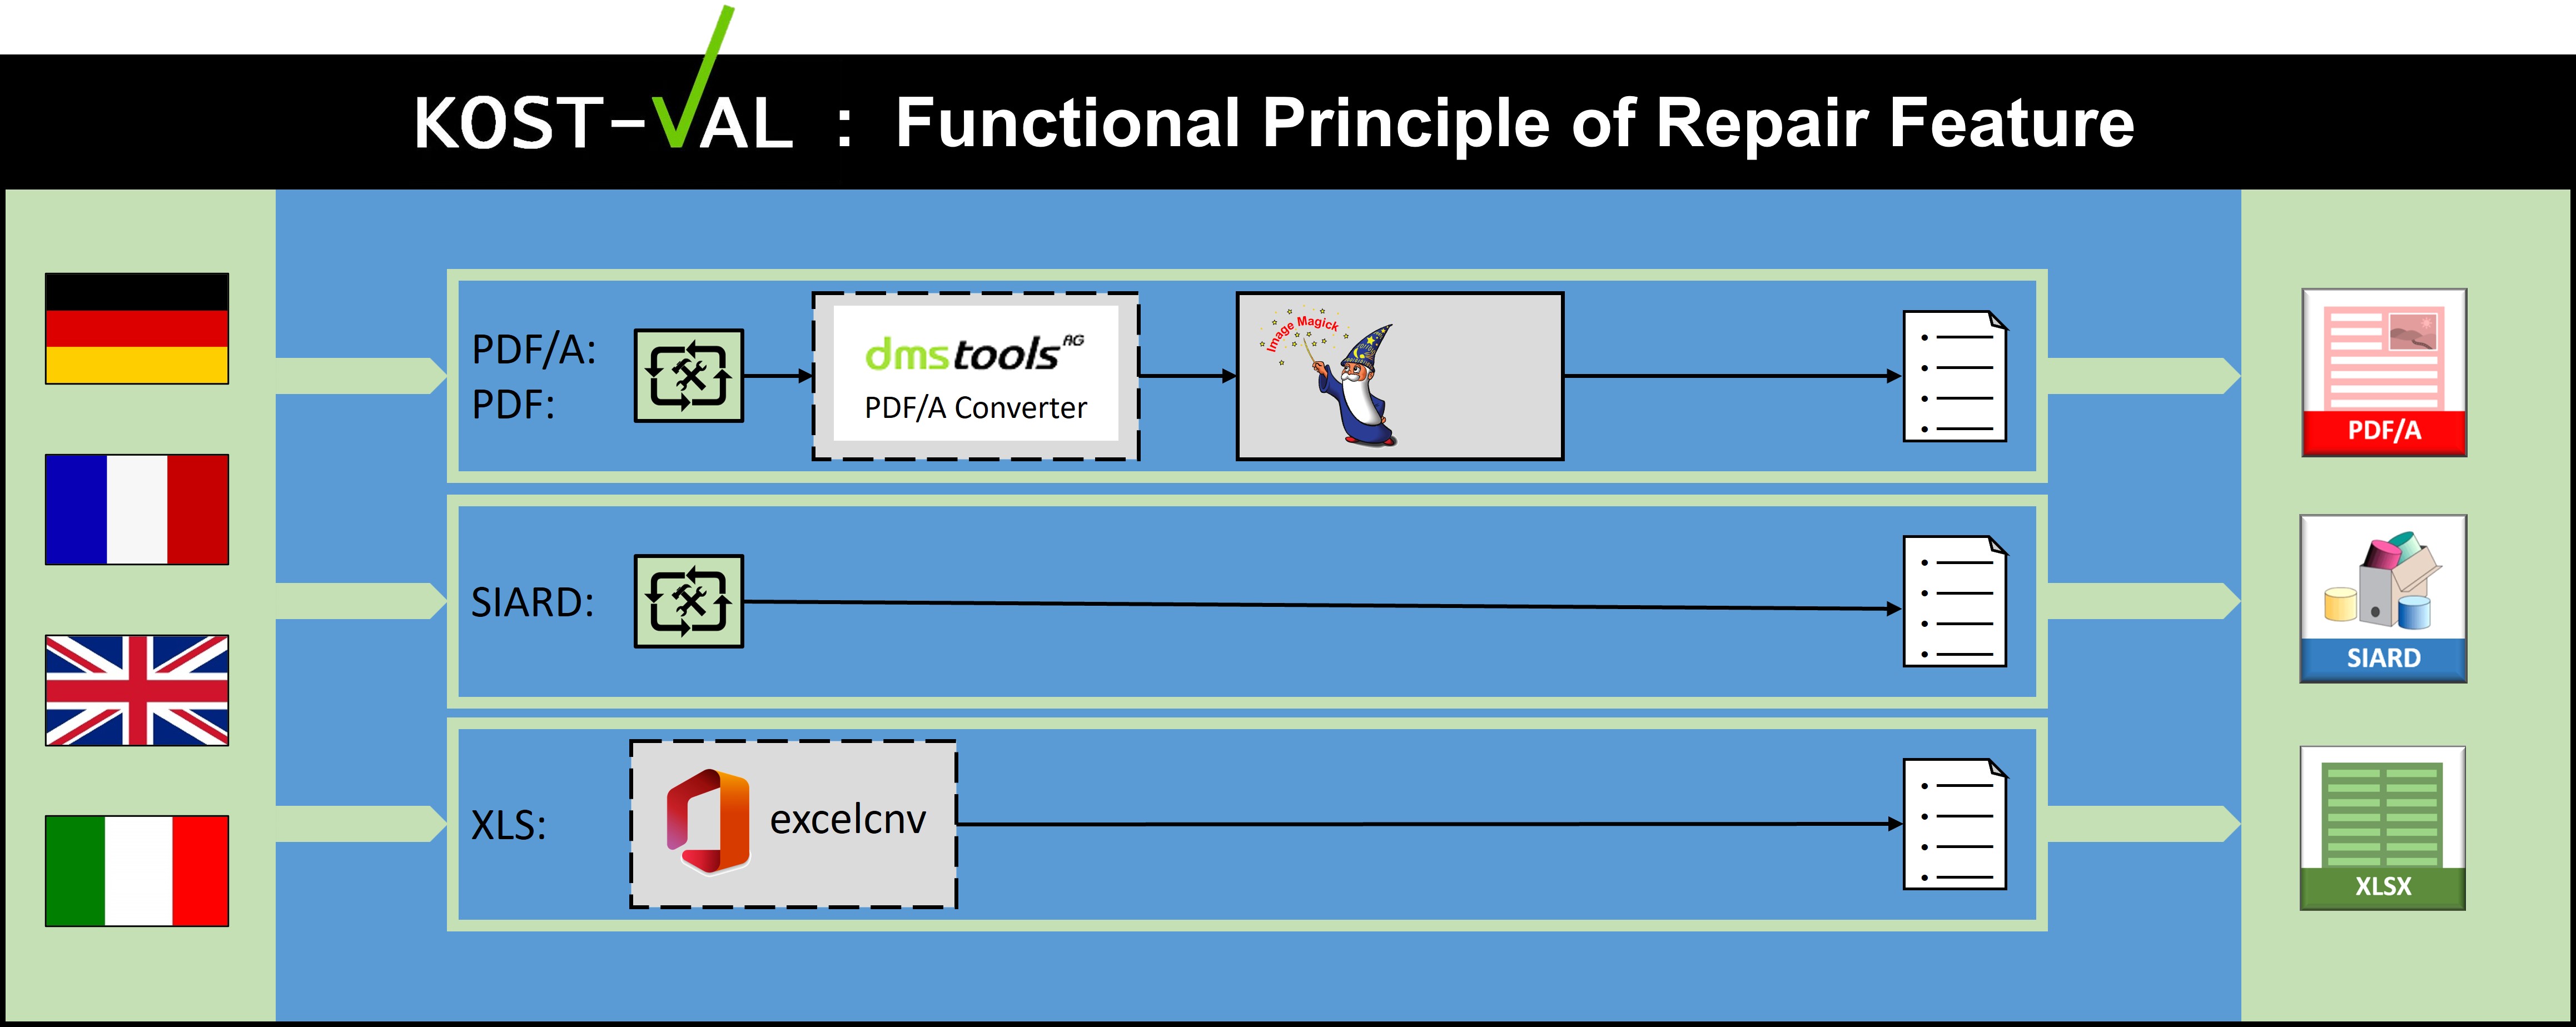 KOST-VAL : Functional Principle of Repair Feature
PDF/A:
PDF:
dmstools AG
PDF/A Converter
Image Magick
PDF/A
SIARD:
SIARD
XLS:
excelcnv
XLSX